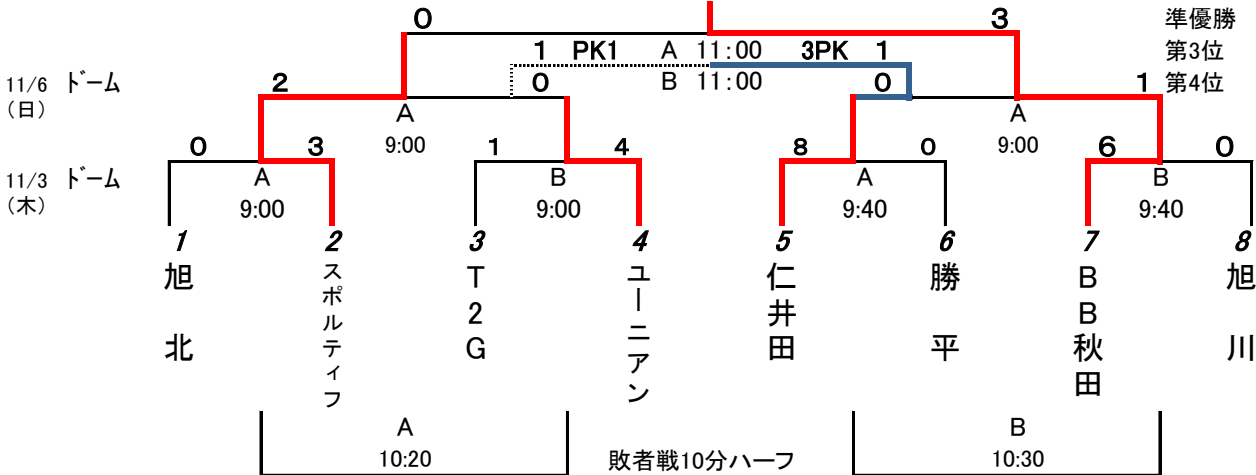 0 3 準優勝
1 PK1 A 11:00 3PK 1 第3位
11/6 ドーム 2 0 B 11:00 0 1 第4位
(日) A A
9:00 9:00
0 3 1 4 8 0 6 0
11/3 ドーム A B A B
(木) 9:00 9:00 9:40 9:40
1 2 3 4 5 6 7 8
旭北
スポルティフ
T2G
ユーニアン
仁井田
勝平
BB秋田
旭川
A B
10:20 敗者戦10分ハーフ 10:30